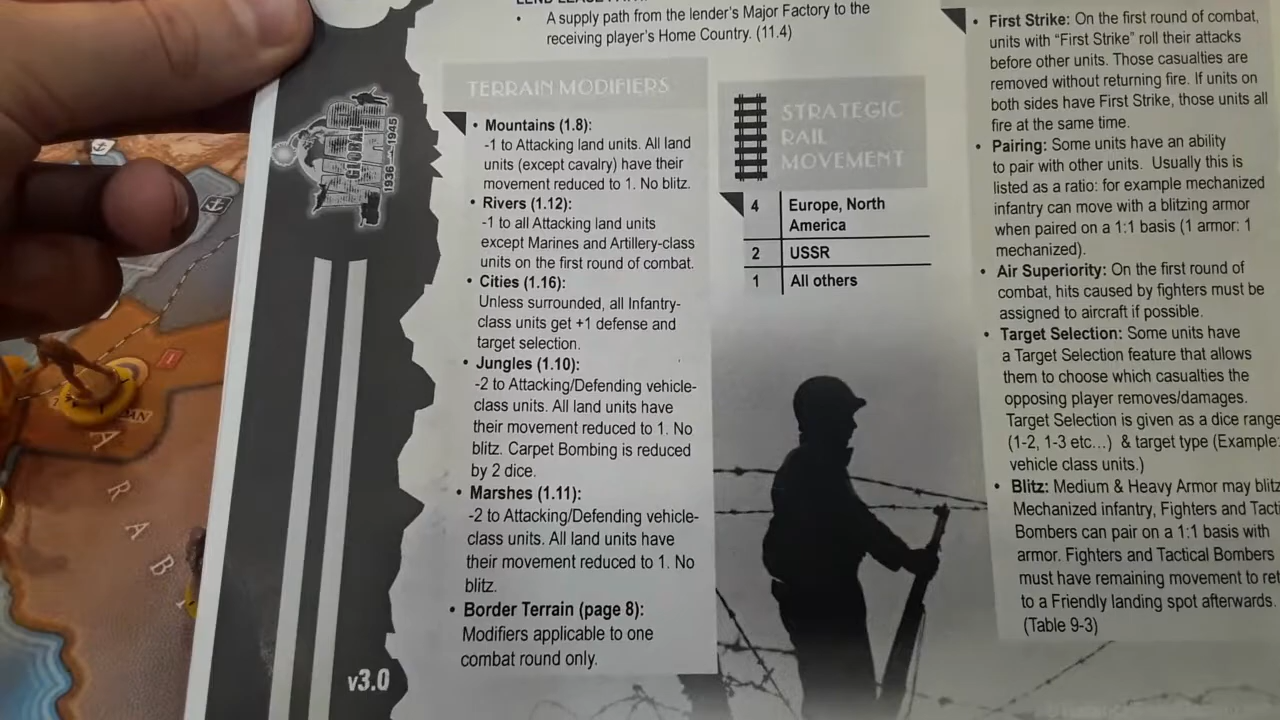 A supply path from the lender's Major Factory to the
receiving player's Home Country. (11.4)
TERRAIN MODIFIERS
• Mountains (1.8):
-1 to Attacking land units. All land
units (except cavalry) have their
movement reduced to 1. No blitz.
• Rivers (1.12):
-1 to all Attacking land units
except Marines and Artillery-class
units on the first round of combat.
• Cities (1.16):
Unless surrounded, all Infantry-
class units get +1 defense and
target selection.
• Jungles (1.10):
-2 to Attacking/Defending vehicle-
class units. All land units have
their movement reduced to 1. No
blitz. Carpet Bombing is reduced
by 2 dice.
• Marshes (1.11):
-2 to Attacking/Defending vehicle-
class units. All land units have
their movement reduced to 1. No
blitz.
• Border Terrain (page 8):
Modifiers applicable to one
combat round only.
STRATEGIC
RAIL
MOVEMENT
4 Europe, North
America
2 USSR
1 All others
• First Strike: On the first round of combat,
units with "First Strike" roll their attacks
before other units. Those casualties are
removed without returning fire. If units on
both sides have First Strike, those units all
fire at the same time.
• Pairing: Some units have an ability
to pair with other units. Usually this is
listed as a ratio: for example mechanized
infantry can move with a blitzing armor
when paired on a 1:1 basis (1 armor: 1
mechanized).
• Air Superiority: On the first round of
combat, hits caused by fighters must be
assigned to aircraft if possible.
• Target Selection: Some units have
a Target Selection feature that allows
them to choose which casualties the
opposing player removes/damages.
Target Selection is given as a dice range
(1-2, 1-3 etc...) & target type (Example:
vehicle class units.)
• Blitz: Medium & Heavy Armor may blitz
Mechanized infantry, Fighters and Tacti
Bombers can pair on a 1:1 basis with
armor. Fighters and Tactical Bombers
must have remaining movement to ret
to a Friendly landing spot afterwards.
(Table 9-3)
GLOBAL
1936-1945
v3.0
A R A B